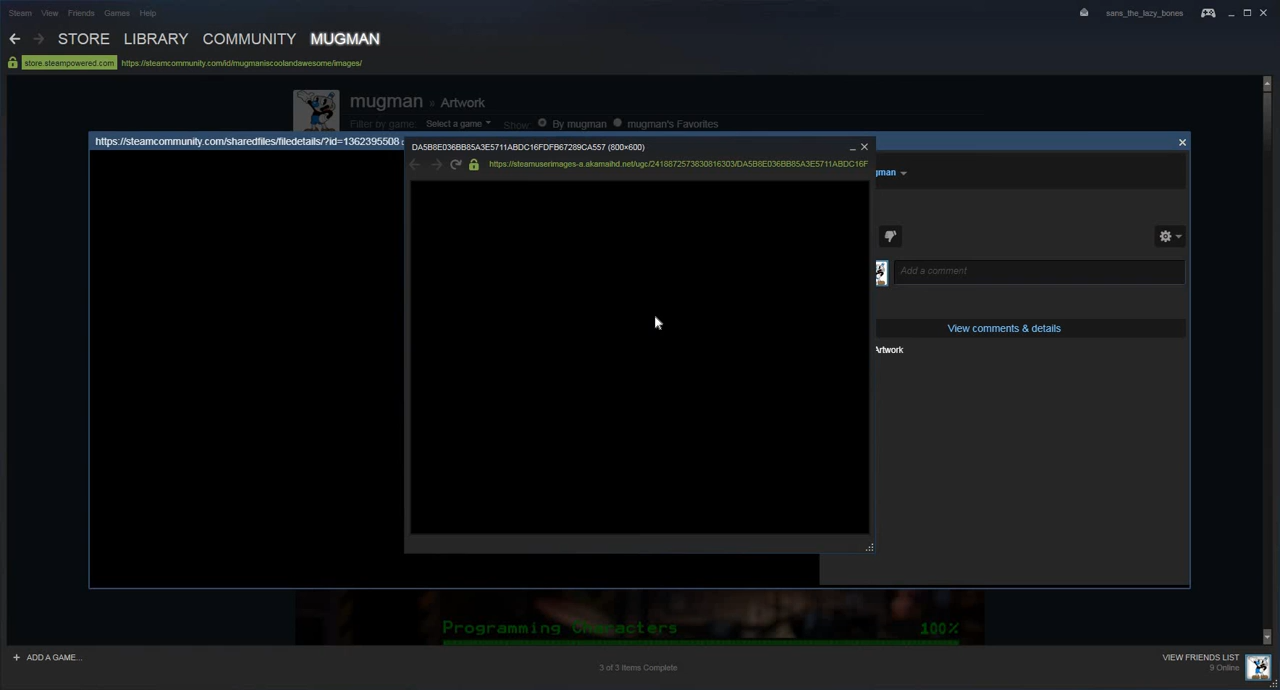 Steam View Friends Games Help
sans_the_lazy_bones
STORE LIBRARY COMMUNITY MUGMAN
store.steampowered.com https://steamcommunity.com/id/mugmaniscoolandawesome/images/
mugman » Artwork
Filter by game: Select a game Show: By mugman mugman's Favorites
https://steamcommunity.com/sharedfiles/filedetails/?id=1362395508
DA5B8E036BB85A3E5711ABDC16FDFB67289CA557 (800×600)
https://steamuserimages-a.akamaihd.net/ugc/2418872573830816303/DA5B8E036BB85A3E5711ABDC16F
gman
Add a comment
View comments & details
Artwork
Programming Characters 100%
+ ADD A GAME...
3 of 3 Items Complete
VIEW FRIENDS LIST
9 Online